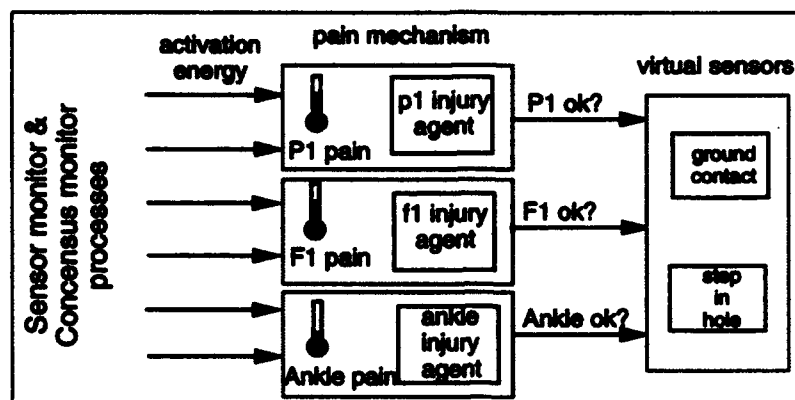 activation
energy
pain mechanism
virtual sensors
Sensor monitor &
Concensus monitor
processes
p1 injury
agent
P1 pain
P1 ok?
f1 injury
agent
F1 pain
F1 ok?
ankle
injury
agent
Ankle pain
Ankle ok?
ground
contact
step
in
hole